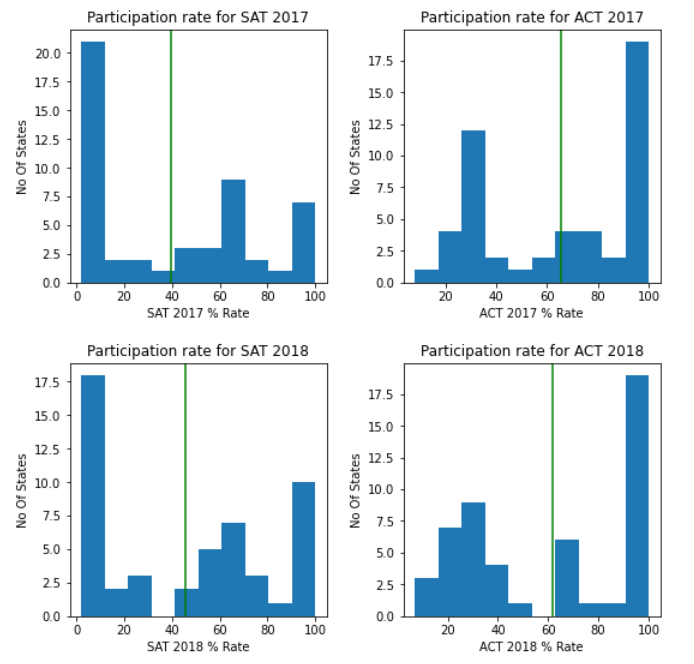 Participation rate for SAT 2017
20.0
17.5
15.0
12.5
10.0
7.5
5.0
2.5
0.0
No Of States
0 20 40 60 80 100
SAT 2017 % Rate
Participation rate for ACT 2017
17.5
15.0
12.5
10.0
7.5
5.0
2.5
0.0
No Of States
20 40 60 80 100
ACT 2017 % Rate
Participation rate for SAT 2018
17.5
15.0
12.5
10.0
7.5
5.0
2.5
0.0
No Of States
0 20 40 60 80 100
SAT 2018 % Rate
Participation rate for ACT 2018
17.5
15.0
12.5
10.0
7.5
5.0
2.5
0.0
No Of States
20 40 60 80 100
ACT 2018 % Rate